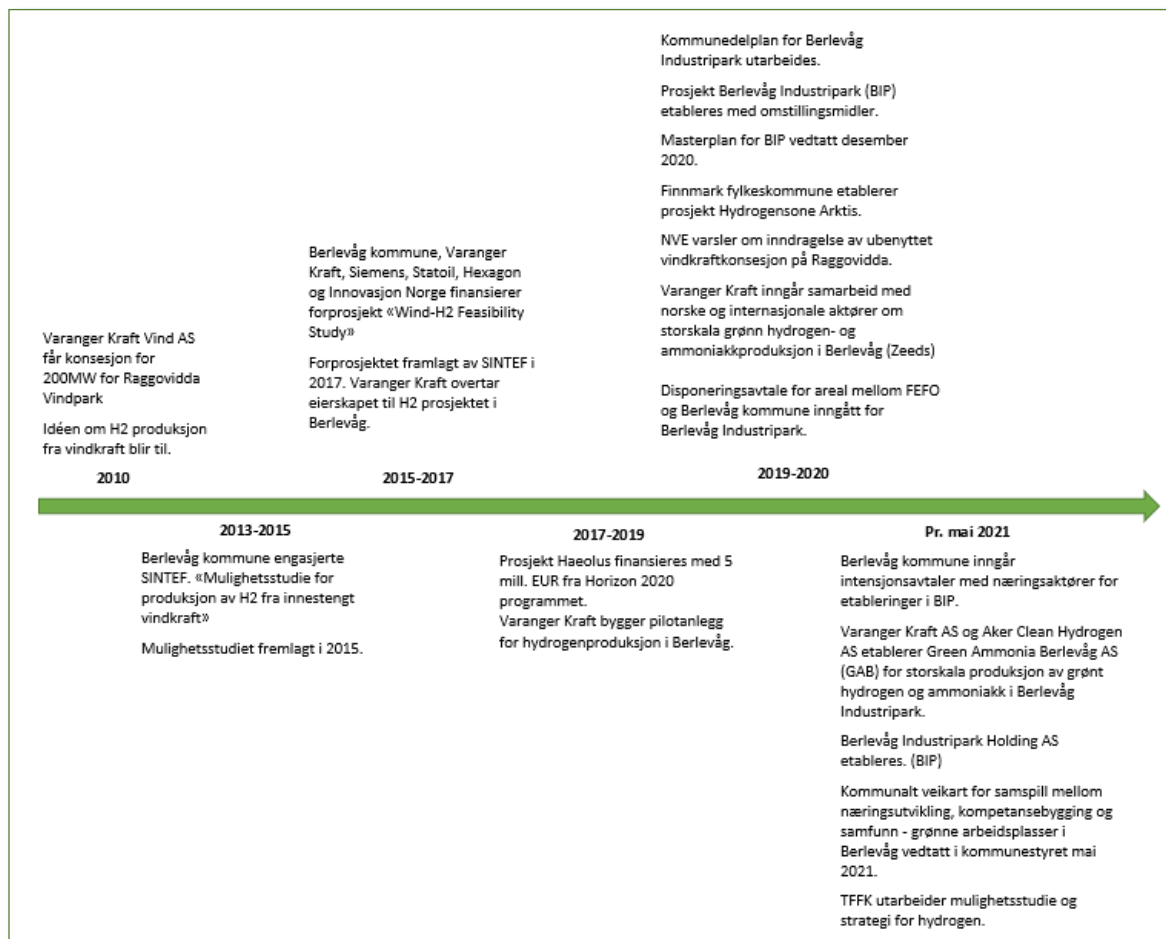 Varanger Kraft Vind AS
får konsesjon for
200MW for Raggovidda
Vindpark
Idéen om H2 produksjon
fra vindkraft blir til.
2010
2013-2015
Berlevåg kommune engasjerte
SINTEF. «Mulighetsstudie for
produksjon av H2 fra innestengt
vindkraft»
Mulighetsstudiet fremlagt i 2015.
Berlevåg kommune, Varanger
Kraft, Siemens, Statoil, Hexagon
og Innovasjon Norge finansierer
forprosjekt «Wind-H2 Feasibility
Study»
Forprosjektet framlagt av SINTEF i
2017. Varanger Kraft overtar
eierskapet til H2 prosjektet i
Berlevåg.
2015-2017
2017-2019
Prosjekt Haeolus finansieres med 5
mill. EUR fra Horizon 2020
programmet.
Varanger Kraft bygger pilotanlegg
for hydrogenproduksjon i Berlevåg.
Kommunedelplan for Berlevåg
Industripark utarbeides.
Prosjekt Berlevåg Industripark (BIP)
etableres med omstillingsmidler.
Masterplan for BIP vedtatt desember
2020.
Finnmark fylkeskommune etablerer
prosjekt Hydrogensone Arktis.
NVE varsler om inndragelse av ubenyttet
vindkraftkonsesjon på Raggovidda.
Varanger Kraft inngår samarbeid med
norske og internasjonale aktører om
storskala grønn hydrogen- og
ammoniakkproduksjon i Berlevåg (Zeeds)
Disponeringsavtale for areal mellom FEFO
og Berlevåg kommune inngått for
Berlevåg Industripark.
2019-2020
Pr. mai 2021
Berlevåg kommune inngår
intensjonsavtaler med næringsaktører for
etableringer i BIP.
Varanger Kraft AS og Aker Clean Hydrogen
AS etablerer Green Ammonia Berlevåg AS
(GAB) for storskala produksjon av grønt
hydrogen og ammoniakk i Berlevåg
Industripark.
Berlevåg Industripark Holding AS
etableres. (BIP)
Kommunalt veikart for samspill mellom
næringsutvikling, kompetansebygging og
samfunn - grønne arbeidsplasser i
Berlevåg vedtatt i kommunestyret mai
2021.
TFFK utarbeider mulighetsstudie og
strategi for hydrogen.